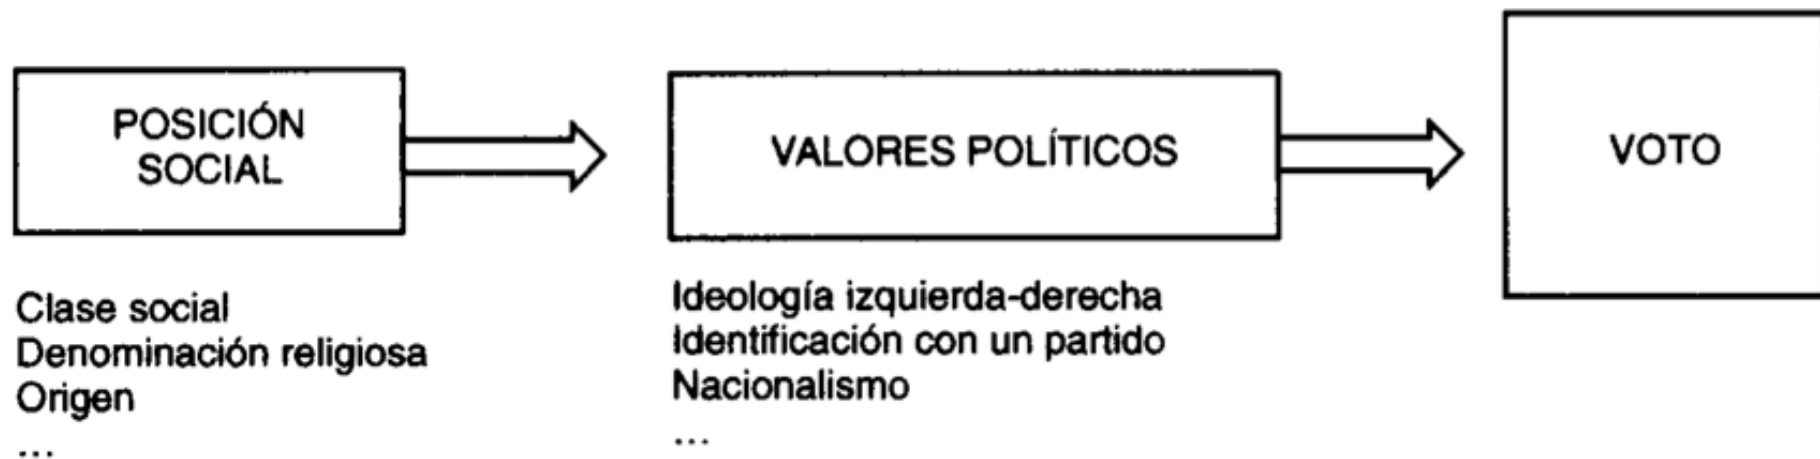 POSICIÓN
SOCIAL
VALORES POLÍTICOS
VOTO
Clase social
Denominación religiosa
Origen
...
Ideología izquierda-derecha
Identificación con un partido
Nacionalismo
...